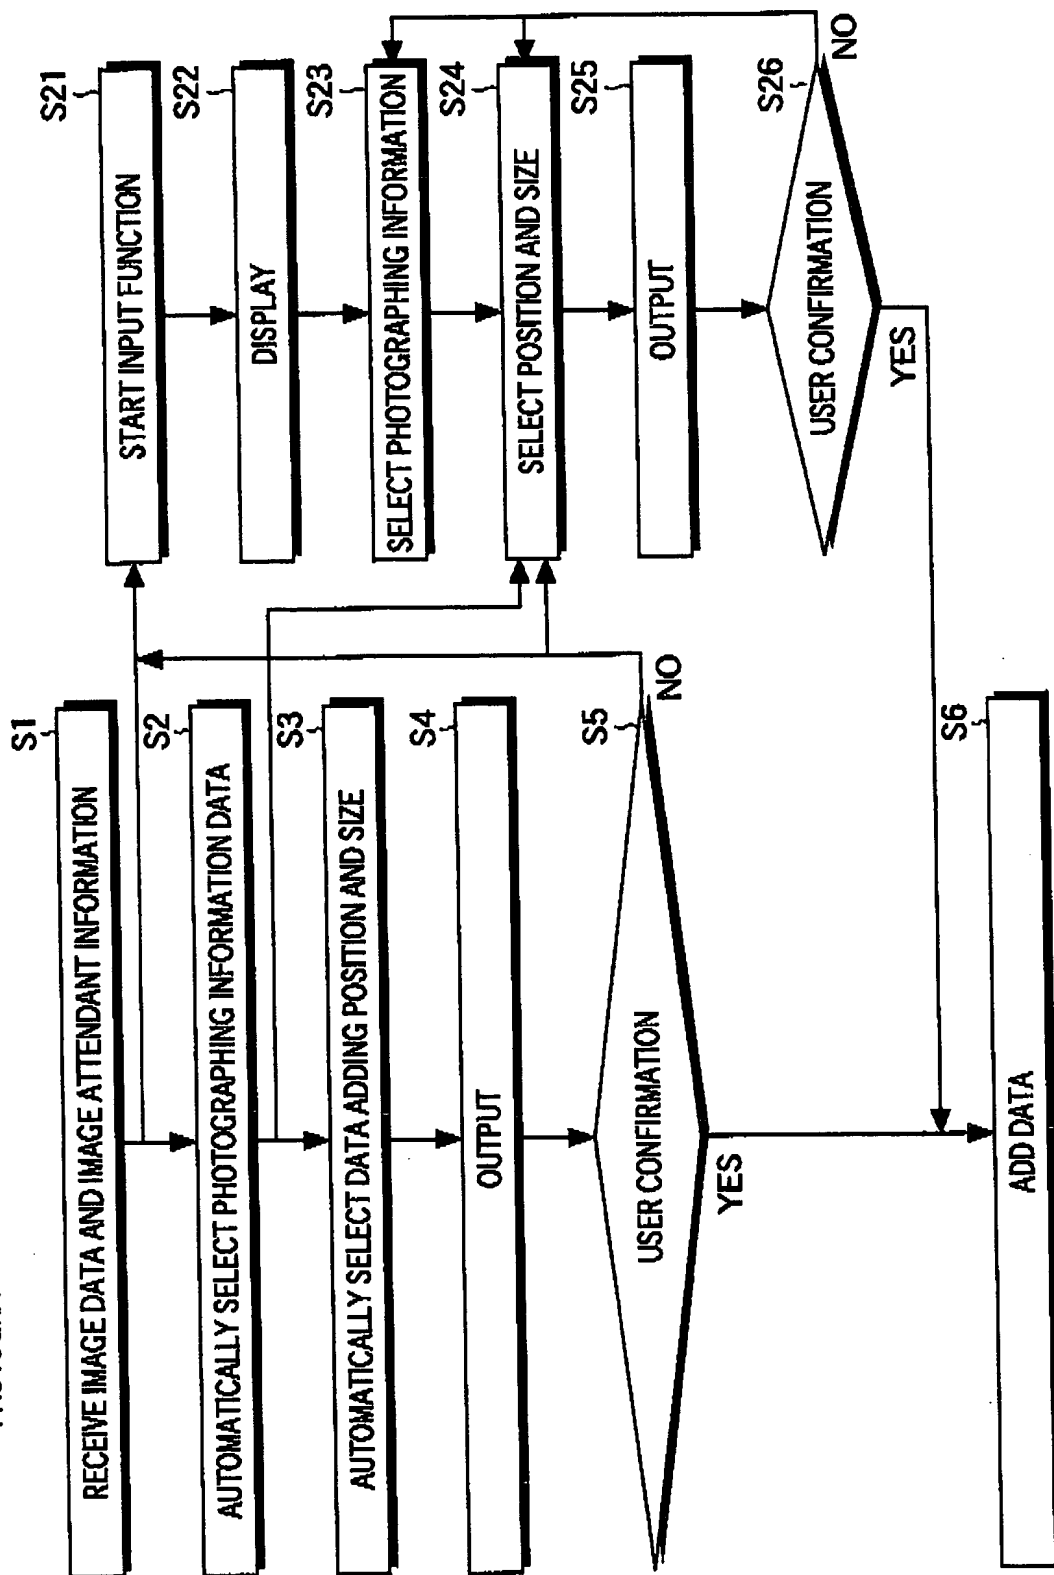 S1
RECEIVE IMAGE DATA AND IMAGE ATTENDANT INFORMATION
S2
AUTOMATICALLY SELECT PHOTOGRAPHING INFORMATION DATA
S3
AUTOMATICALLY SELECT DATA ADDING POSITION AND SIZE
S4
OUTPUT
S5
USER CONFIRMATION
NO
YES
S6
ADD DATA
S21
START INPUT FUNCTION
S22
DISPLAY
S23
SELECT PHOTOGRAPHING INFORMATION
S24
SELECT POSITION AND SIZE
S25
OUTPUT
S26
USER CONFIRMATION
NO
YES